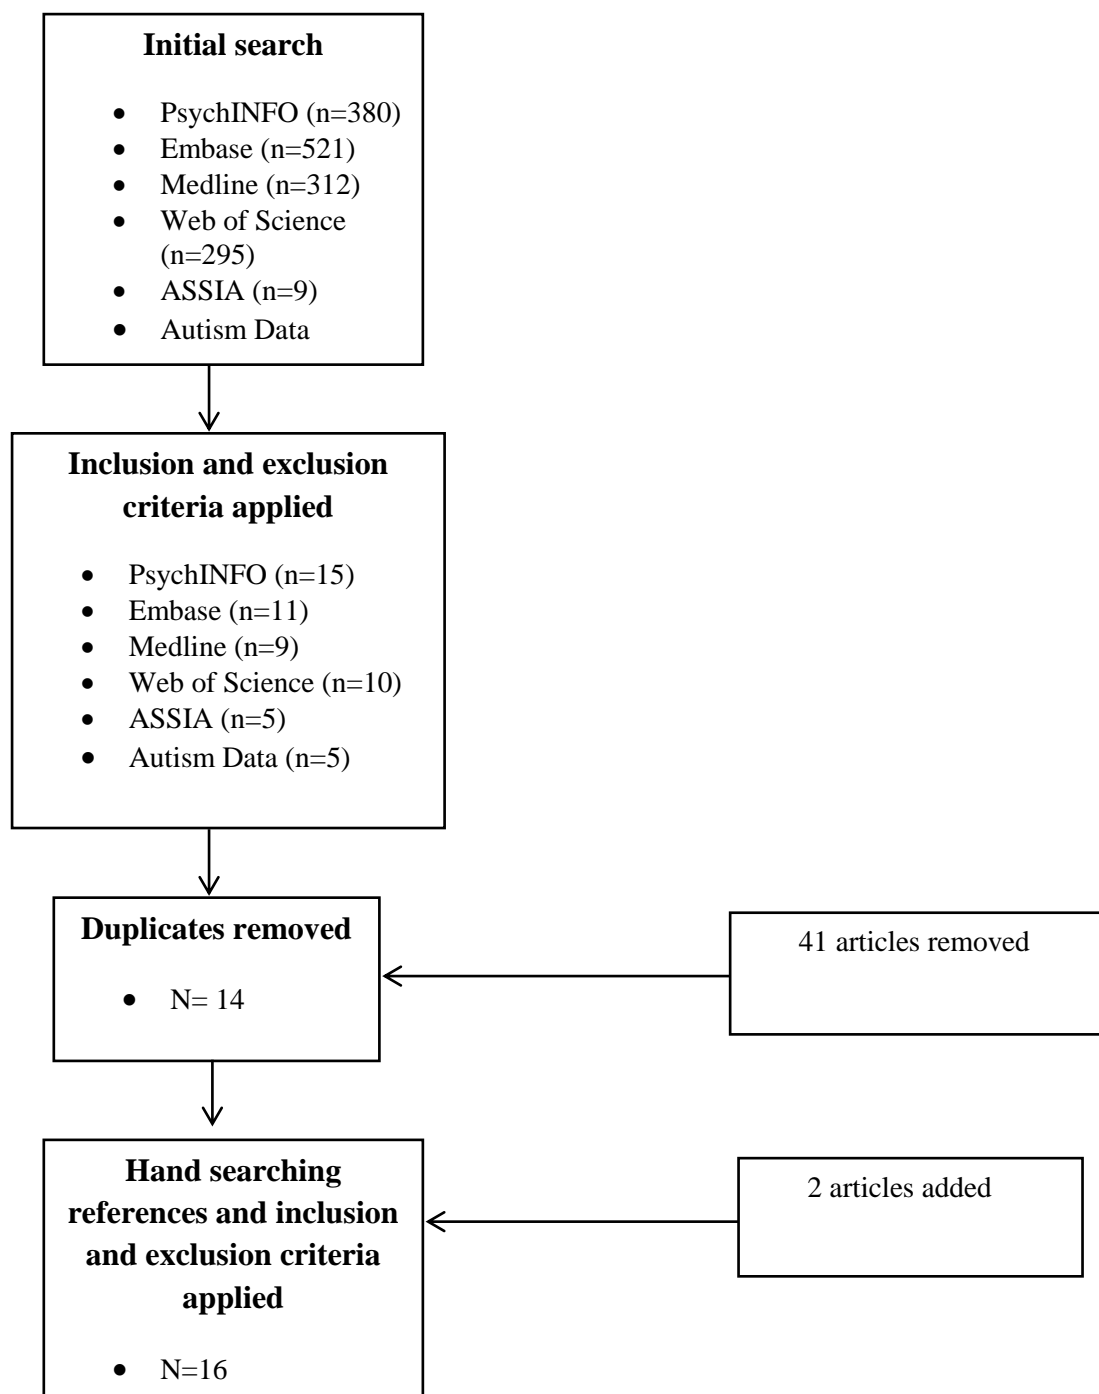 Initial search
• PsychINFO (n=380)
• Embase (n=521)
• Medline (n=312)
• Web of Science
(n=295)
• ASSIA (n=9)
• Autism Data
Inclusion and exclusion
criteria applied
• PsychINFO (n=15)
• Embase (n=11)
• Medline (n=9)
• Web of Science (n=10)
• ASSIA (n=5)
• Autism Data (n=5)
Duplicates removed
• N= 14
41 articles removed
Hand searching
references and inclusion
and exclusion criteria
applied
• N=16
2 articles added